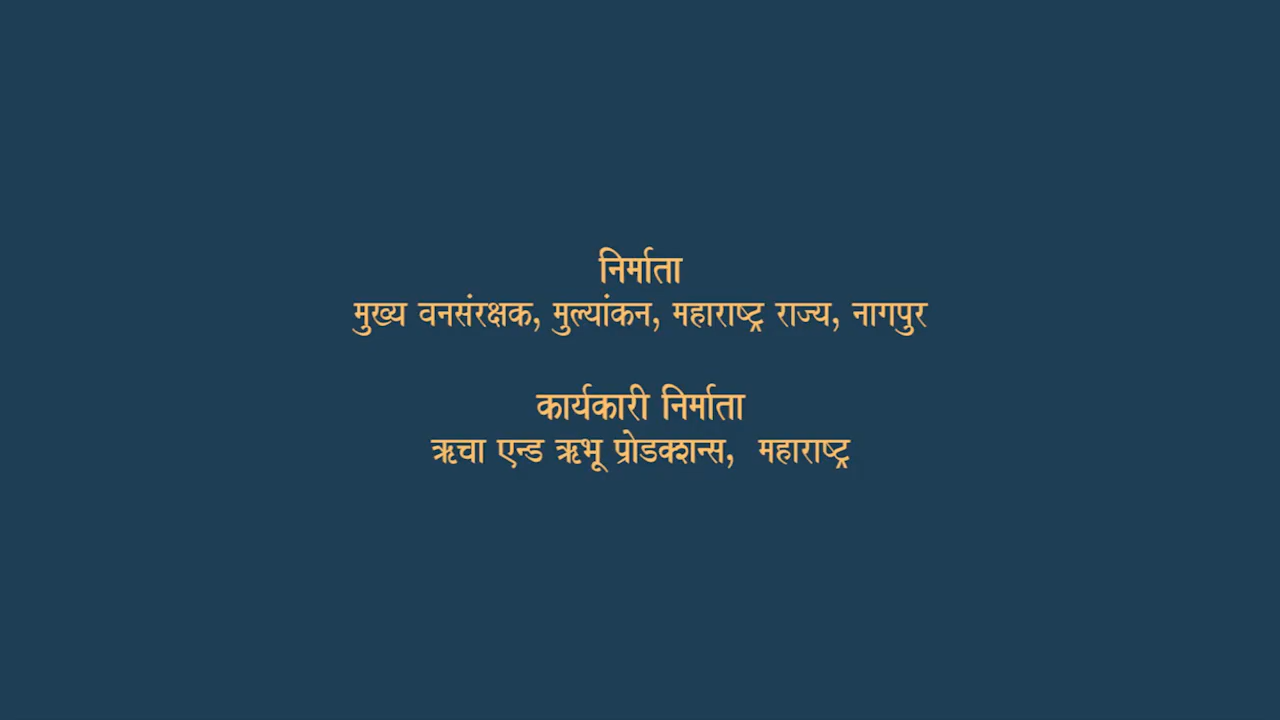 निर्माता
मुख्य वनसंरक्षक, मुल्यांकन, महाराष्ट्र राज्य, नागपुर
कार्यकारी निर्माता
ऋचा एन्ड ऋभू प्रोडक्शन्स, महाराष्ट्र